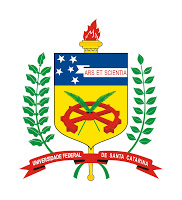 ARS ET SCIENTIA
UNIVERSIDADE FEDERAL
DE SANTA CATARINA